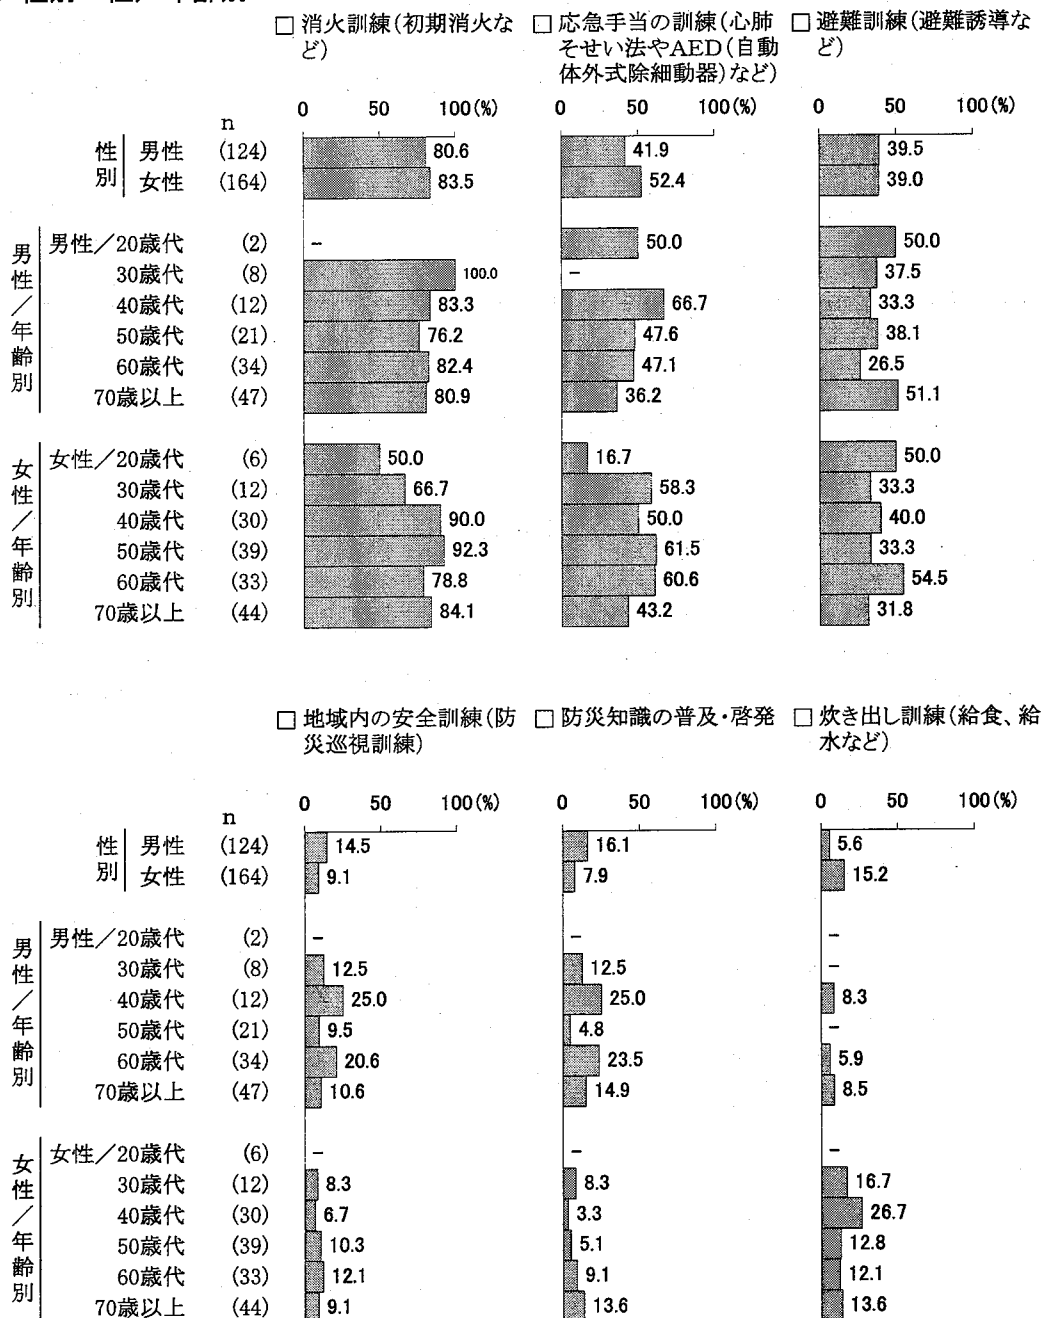 □ 消火訓練(初期消火な
ど)
□ 応急手当の訓練(心肺
そせい法やAED(自動
体外式除細動器)など)
□ 避難訓練(避難誘導な
ど)
n
0 50 100(%) 0 50 100(%) 0 50 100(%)
性別
男性 (124) 80.6 41.9 39.5
女性 (164) 83.5 52.4 39.0
男性／年齢別
男性／20歳代 (2) － 50.0 50.0
30歳代 (8) 100.0 － 37.5
40歳代 (12) 83.3 66.7 33.3
50歳代 (21) 76.2 47.6 38.1
60歳代 (34) 82.4 47.1 26.5
70歳以上 (47) 80.9 36.2 51.1
女性／年齢別
女性／20歳代 (6) 50.0 16.7 50.0
30歳代 (12) 66.7 58.3 33.3
40歳代 (30) 90.0 50.0 40.0
50歳代 (39) 92.3 61.5 33.3
60歳代 (33) 78.8 60.6 54.5
70歳以上 (44) 84.1 43.2 31.8
□ 地域内の安全訓練(防
災巡視訓練)
□ 防災知識の普及・啓発
□ 炊き出し訓練(給食、給
水など)
n
0 50 100(%) 0 50 100(%) 0 50 100(%)
性別
男性 (124) 14.5 16.1 5.6
女性 (164) 9.1 7.9 15.2
男性／年齢別
男性／20歳代 (2) － － －
30歳代 (8) 12.5 12.5 －
40歳代 (12) 25.0 25.0 8.3
50歳代 (21) 9.5 4.8 －
60歳代 (34) 20.6 23.5 5.9
70歳以上 (47) 10.6 14.9 8.5
女性／年齢別
女性／20歳代 (6) － － －
30歳代 (12) 8.3 8.3 16.7
40歳代 (30) 6.7 3.3 26.7
50歳代 (39) 10.3 5.1 12.8
60歳代 (33) 12.1 9.1 12.1
70歳以上 (44) 9.1 13.6 13.6